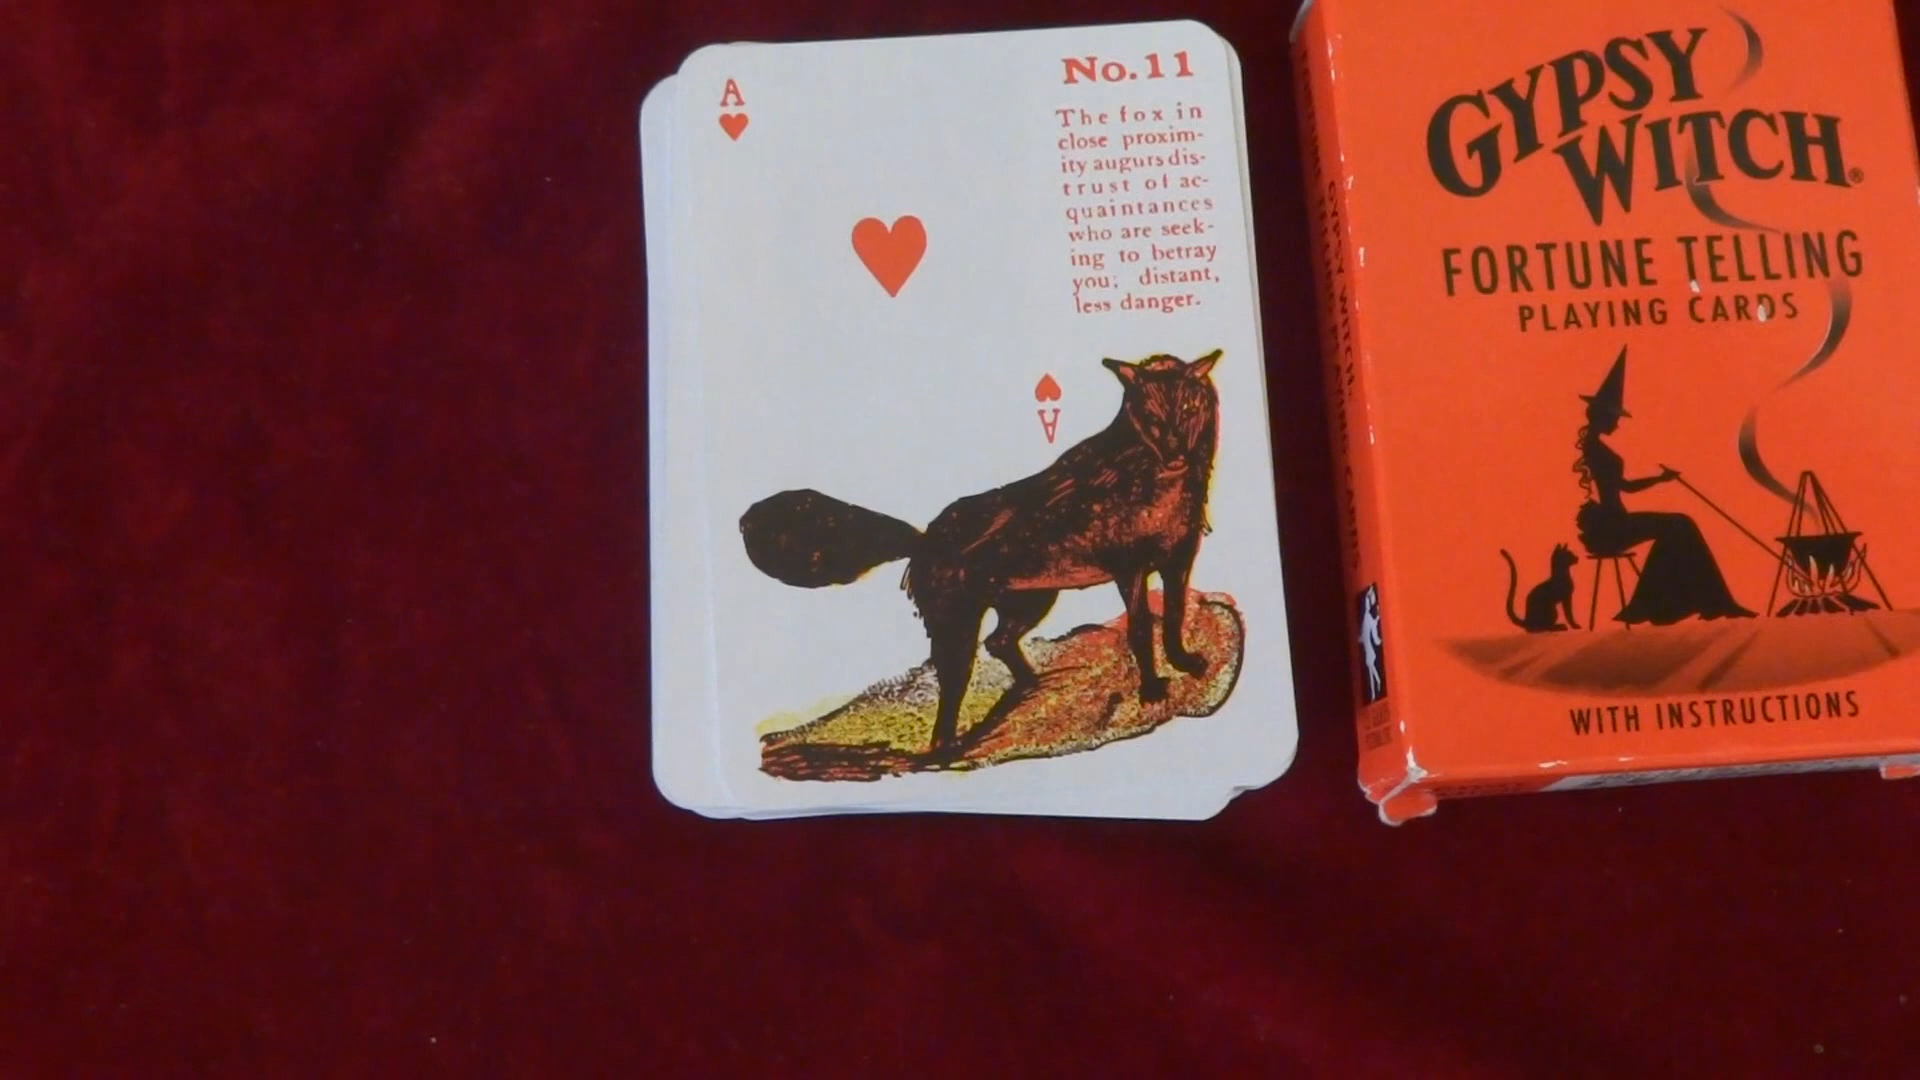 A
No.11
The fox in
close proxim-
ity augurs dis-
trust of ac-
quaintances
who are seek-
ing to betray
you; distant,
less danger.
A
GYPSY
WITCH®
FORTUNE TELLING
PLAYING CARDS
WITH INSTRUCTIONS